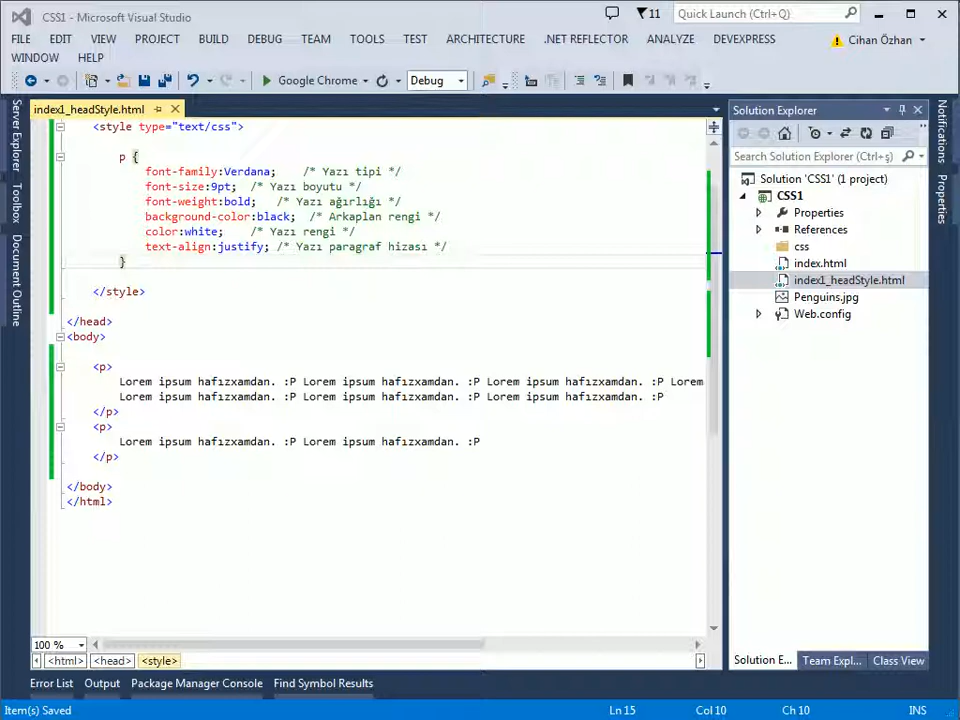 CSS1 - Microsoft Visual Studio
11
Quick Launch (Ctrl+Q)
FILE EDIT VIEW PROJECT BUILD DEBUG TEAM TOOLS TEST ARCHITECTURE .NET REFLECTOR ANALYZE DEVEXPRESS
Cihan Özhan
WINDOW HELP
Google Chrome
Debug
Server Explorer
Toolbox
Document Outline
index1_headStyle.html
<style type="text/css">
p {
font-family:Verdana; /* Yazı tipi */
font-size:9pt; /* Yazı boyutu */
font-weight:bold; /* Yazı ağırlığı */
background-color:black; /* Arkaplan rengi */
color:white; /* Yazı rengi */
text-align:justify; /* Yazı paragraf hizası */
}
</style>
</head>
<body>
<p>
Lorem ipsum hafızxamdan. :P Lorem ipsum hafızxamdan. :P Lorem ipsum hafızxamdan. :P Lorem
Lorem ipsum hafızxamdan. :P Lorem ipsum hafızxamdan. :P Lorem ipsum hafızxamdan. :P
</p>
<p>
Lorem ipsum hafızxamdan. :P Lorem ipsum hafızxamdan. :P
</p>
</body>
</html>
100 %
<html> <head> <style>
Solution Explorer
Search Solution Explorer (Ctrl+ş)
Solution 'CSS1' (1 project)
CSS1
Properties
References
css
index.html
index1_headStyle.html
Penguins.jpg
Web.config
Solution E... Team Expl... Class View
Notifications
Properties
Error List Output Package Manager Console Find Symbol Results
Item(s) Saved
Ln 15 Col 10 Ch 10 INS